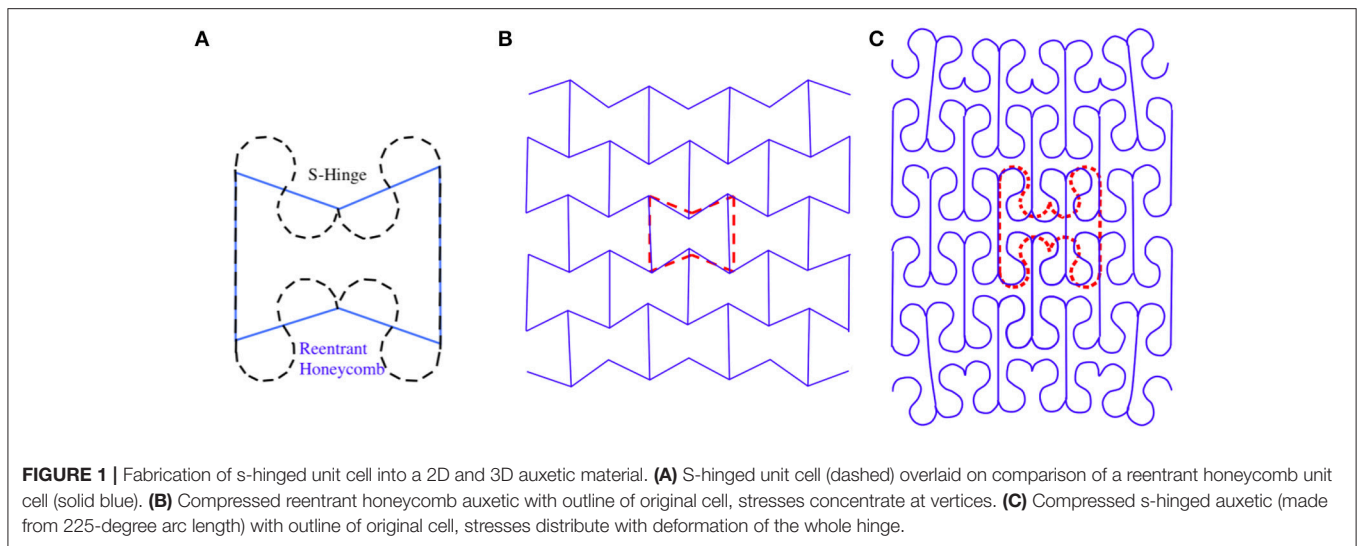 A
B
C
S-Hinge
Reentrant
Honeycomb
FIGURE 1 | Fabrication of s-hinged unit cell into a 2D and 3D auxetic material. (A) S-hinged unit cell (dashed) overlaid on comparison of a reentrant honeycomb unit
cell (solid blue). (B) Compressed reentrant honeycomb auxetic with outline of original cell, stresses concentrate at vertices. (C) Compressed s-hinged auxetic (made
from 225-degree arc length) with outline of original cell, stresses distribute with deformation of the whole hinge.